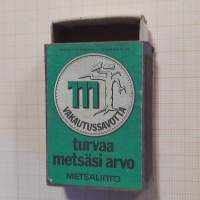 VAKAUTUSSAVOTTA
turvaa
metsäsi arvo
METSÄLIITTO